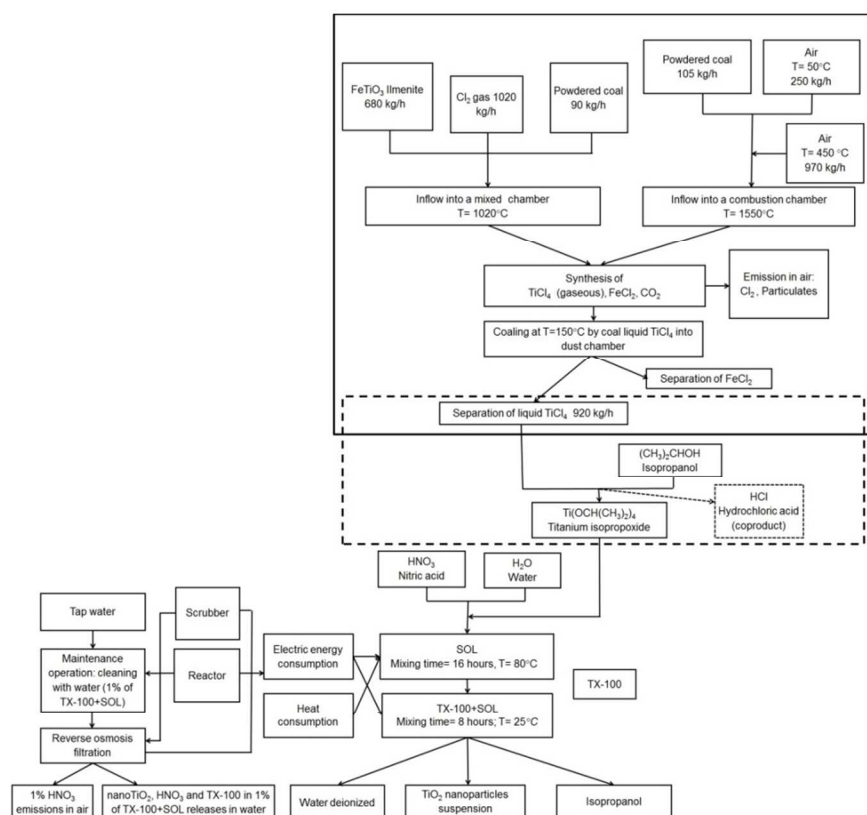 Powdered coal
105 kg/h
Air
T= 50°C
250 kg/h
FeTiO3 Ilmenite
680 kg/h
Cl2 gas 1020
kg/h
Powdered coal
90 kg/h
Air
T= 450 °C
970 kg/h
Inflow into a mixed chamber
T= 1020°C
Inflow into a combustion chamber
T= 1550°C
Synthesis of
TiCl4 (gaseous), FeCl2, CO2
Emission in air:
Cl2 , Particulates
Coaling at T=150°C by coal liquid TiCl4 into
dust chamber
Separation of FeCl2
Separation of liquid TiCl4 920 kg/h
(CH3)2CHOH
Isopropanol
HCl
Hydrochloric acid
(coproduct)
Ti(OCH(CH3)2)4
Titanium isopropoxide
HNO3
Nitric acid
H2O
Water
Tap water
Scrubber
Maintenance
operation: cleaning
with water (1% of
TX-100+SOL)
Reactor
Electric energy
consumption
SOL
Mixing time= 16 hours, T= 80°C
TX-100
Heat
consumption
TX-100+SOL
Mixing time= 8 hours; T= 25°C
Reverse osmosis
filtration
1% HNO3
emissions in air
nanoTiO2, HNO3 and TX-100 in 1%
of TX-100+SOL releases in water
Water deionized
TiO2 nanoparticles
suspension
Isopropanol